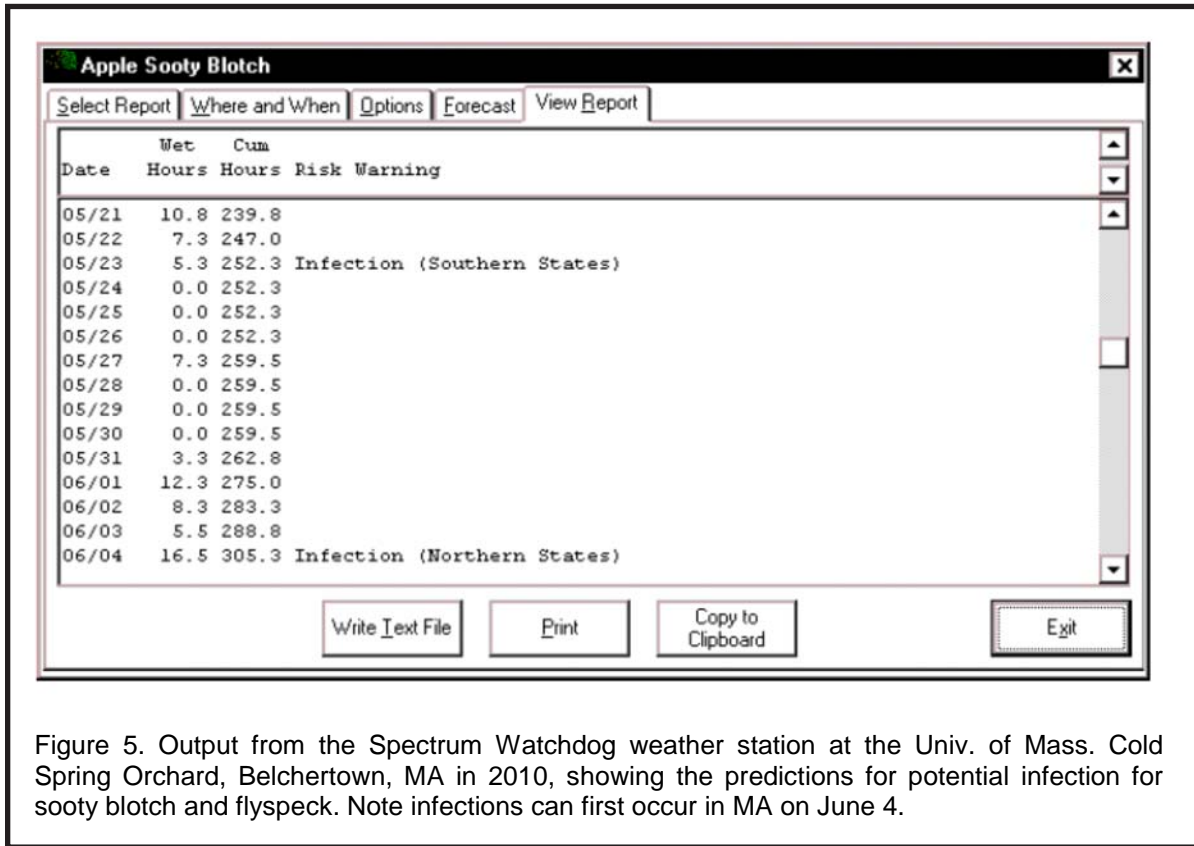 Apple Sooty Blotch
Select Report Where and When Options Forecast View Report
Wet Cum
Date Hours Hours Risk Warning
05/21 10.8 239.8
05/22 7.3 247.0
05/23 5.3 252.3 Infection (Southern States)
05/24 0.0 252.3
05/25 0.0 252.3
05/26 0.0 252.3
05/27 7.3 259.5
05/28 0.0 259.5
05/29 0.0 259.5
05/30 0.0 259.5
05/31 3.3 262.8
06/01 12.3 275.0
06/02 8.3 283.3
06/03 5.5 288.8
06/04 16.5 305.3 Infection (Northern States)
Write Text File Print Copy to Clipboard Exit
Figure 5. Output from the Spectrum Watchdog weather station at the Univ. of Mass. Cold
Spring Orchard, Belchertown, MA in 2010, showing the predictions for potential infection for
sooty blotch and flyspeck. Note infections can first occur in MA on June 4.